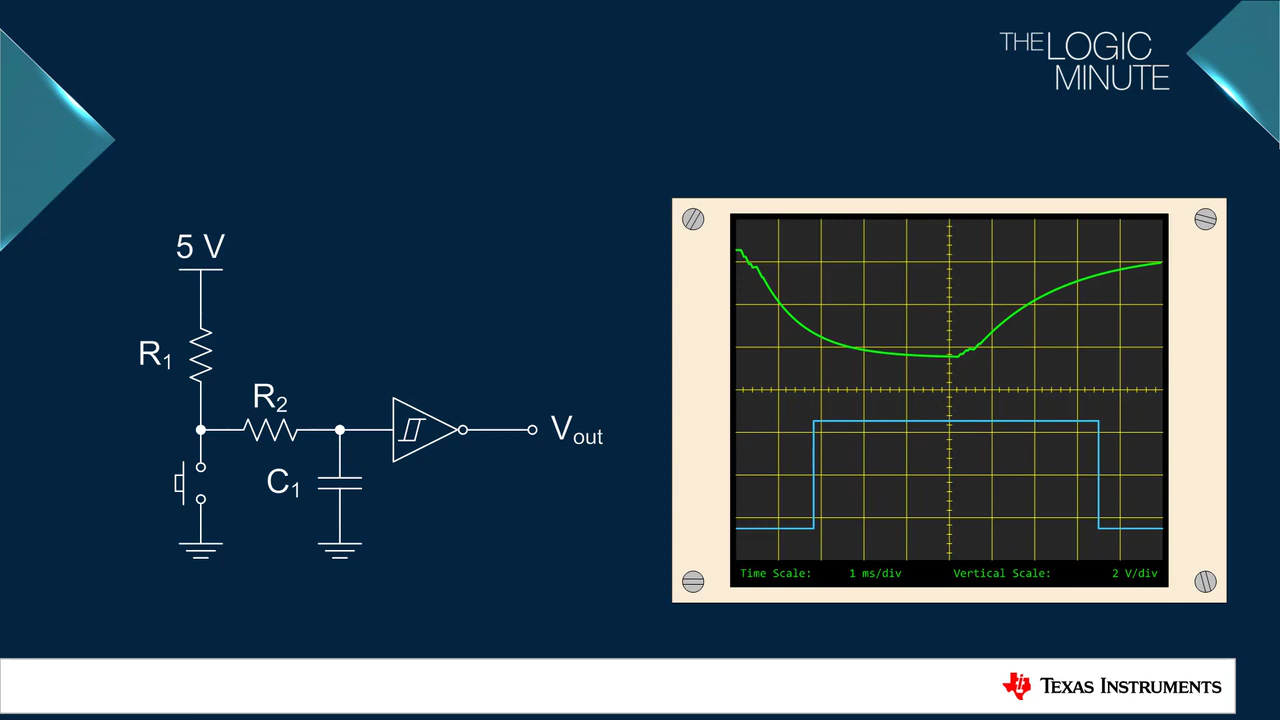 THE LOGIC
MINUTE
5 V
R1
R2
C1
Vout
Time Scale: 1 ms/div Vertical Scale: 2 V/div
TEXAS INSTRUMENTS